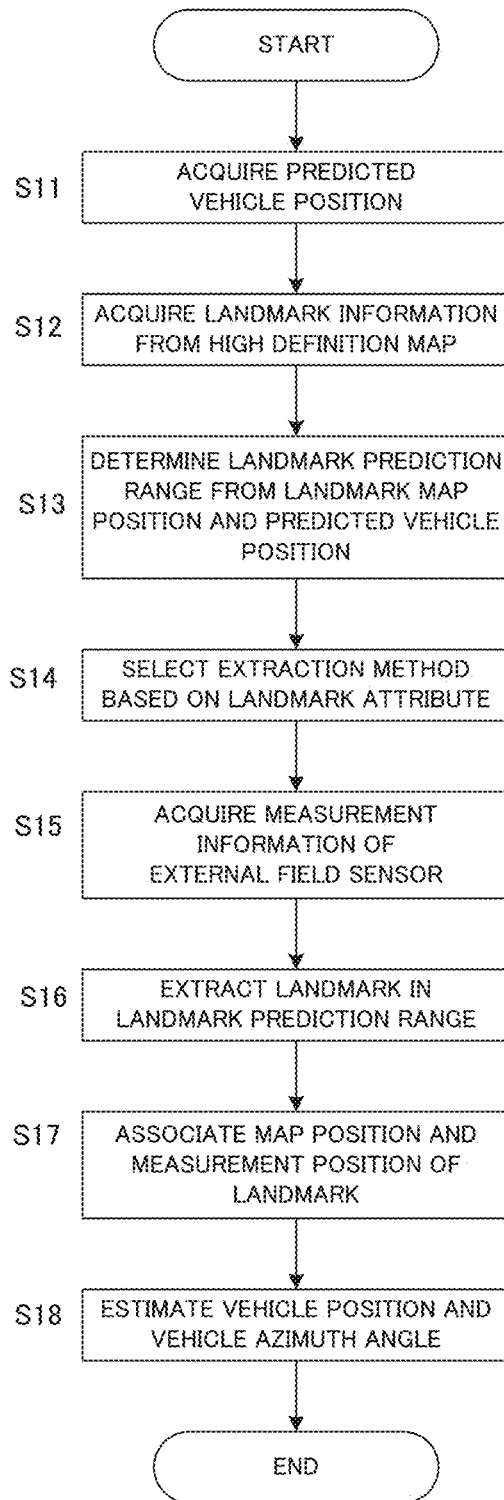 START
S11
ACQUIRE PREDICTED
VEHICLE POSITION
S12
ACQUIRE LANDMARK INFORMATION
FROM HIGH DEFINITION MAP
S13
DETERMINE LANDMARK PREDICTION
RANGE FROM LANDMARK MAP
POSITION AND PREDICTED VEHICLE
POSITION
S14
SELECT EXTRACTION METHOD
BASED ON LANDMARK ATTRIBUTE
S15
ACQUIRE MEASUREMENT
INFORMATION OF
EXTERNAL FIELD SENSOR
S16
EXTRACT LANDMARK IN
LANDMARK PREDICTION RANGE
S17
ASSOCIATE MAP POSITION AND
MEASUREMENT POSITION OF
LANDMARK
S18
ESTIMATE VEHICLE POSITION AND
VEHICLE AZIMUTH ANGLE
END